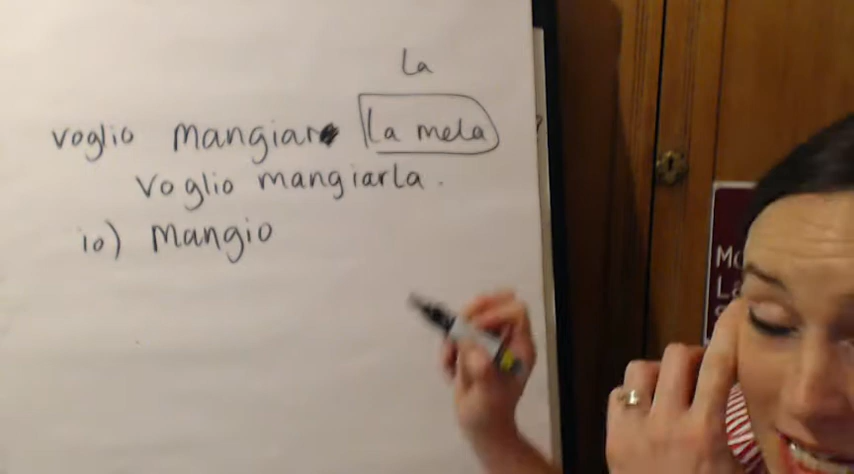 la
voglio mangiar la mela
voglio mangiarla.
io) mangio